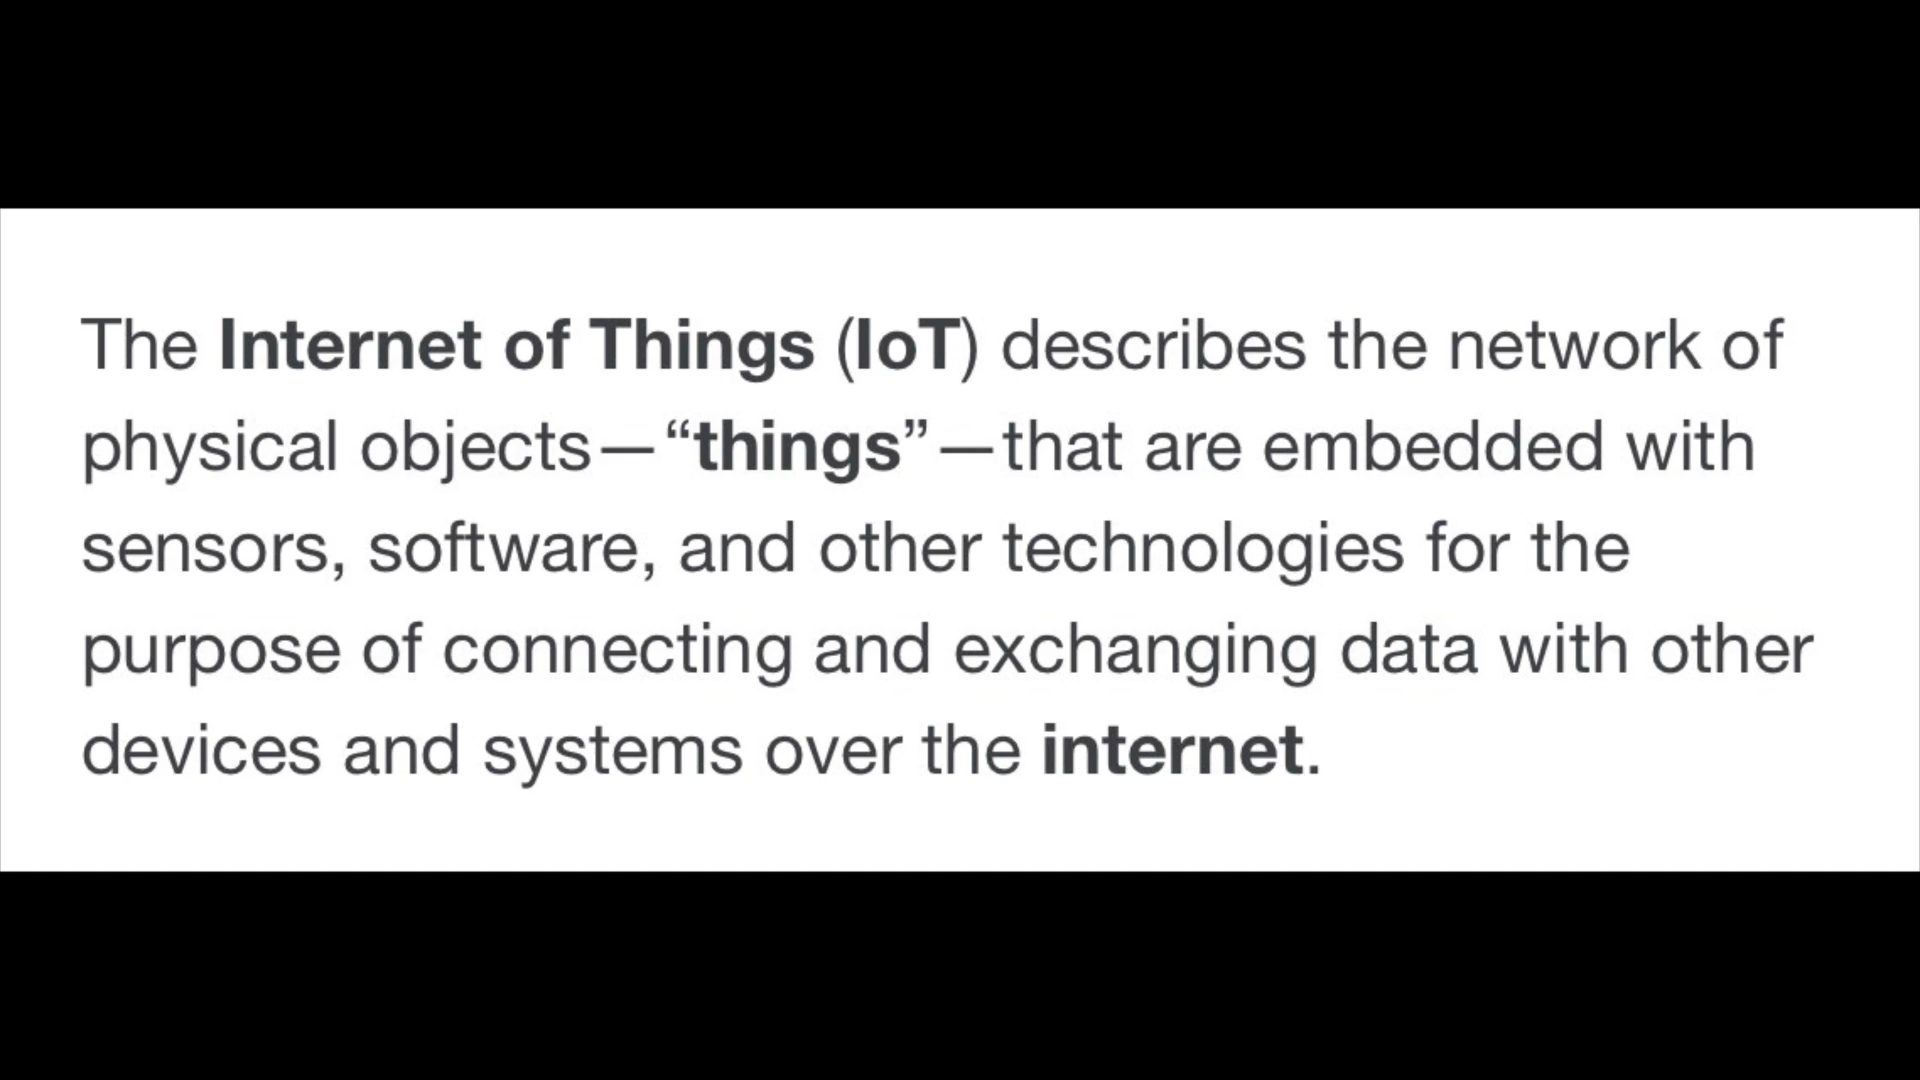 The Internet of Things (IoT) describes the network of
physical objects—“things”—that are embedded with
sensors, software, and other technologies for the
purpose of connecting and exchanging data with other
devices and systems over the internet.